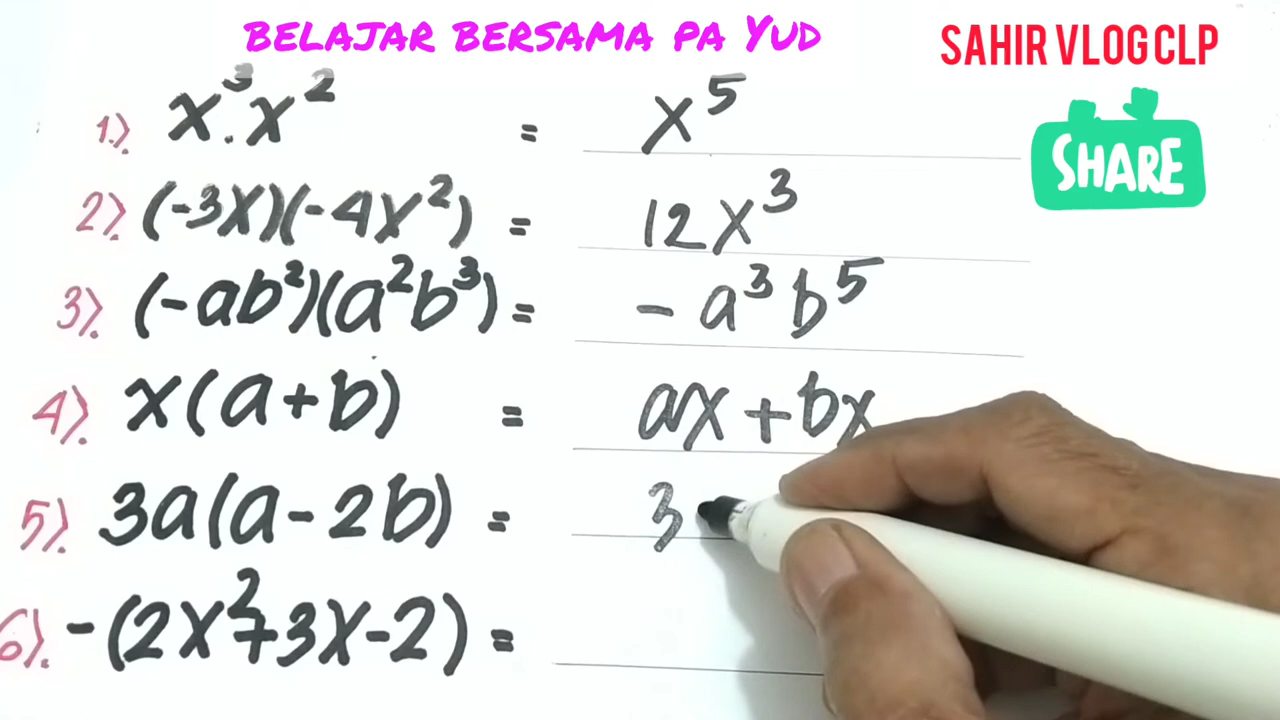 BELAJAR BERSAMA PA YUD
SAHIR VLOG CLP
SHARE
1.). x³.x² = x⁵
2). (-3x)(-4x²) = 12x³
3). (-ab²)(a²b³) = -a³b⁵
4). x(a+b) = ax+bx
5). 3a(a-2b) = 3
6). -(2x²+3x-2) =